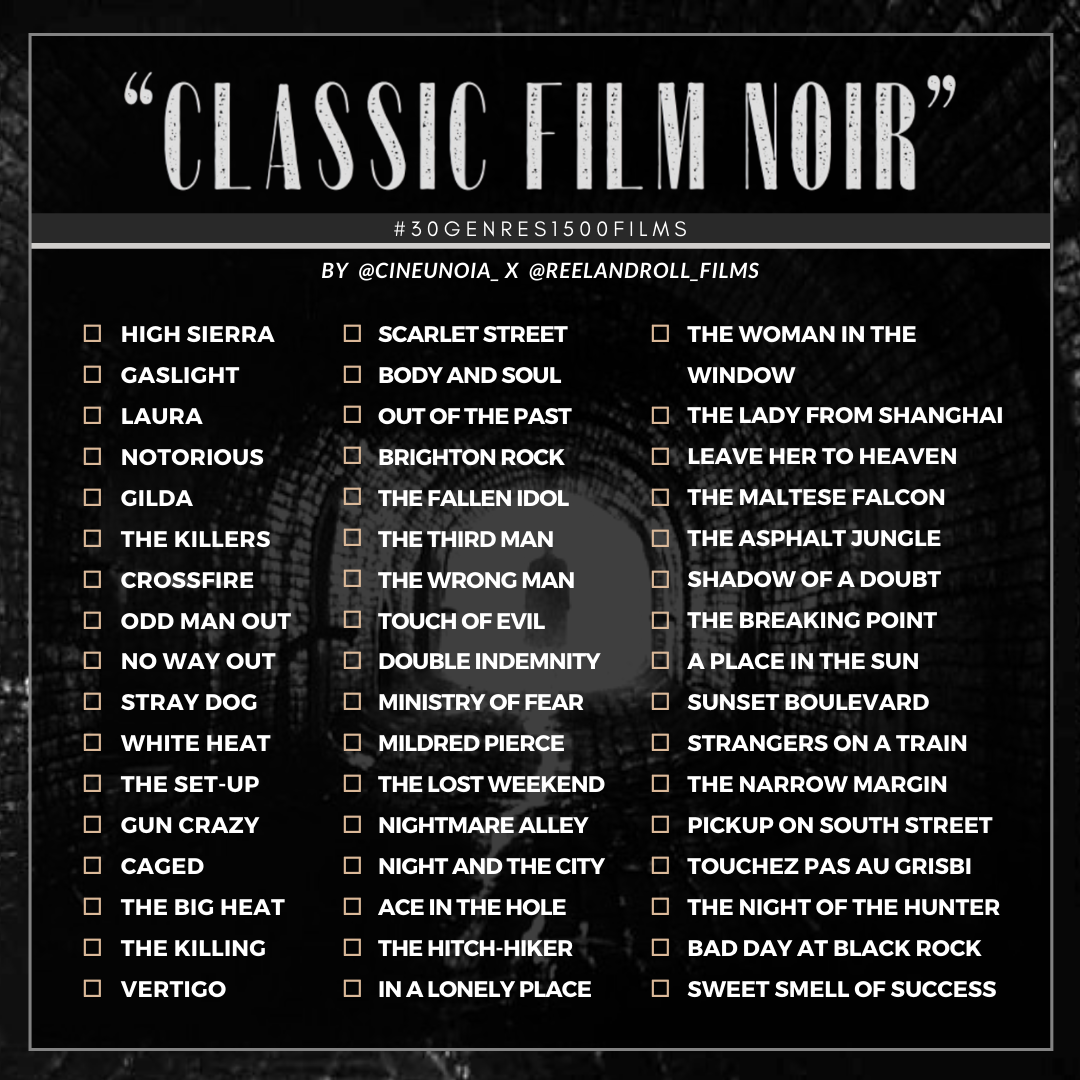 “CLASSIC FILM NOIR”
#30GENRES1500FILMS
BY @CINEUNOIA_ X @REELANDROLL_FILMS
HIGH SIERRA
GASLIGHT
LAURA
NOTORIOUS
GILDA
THE KILLERS
CROSSFIRE
ODD MAN OUT
NO WAY OUT
STRAY DOG
WHITE HEAT
THE SET-UP
GUN CRAZY
CAGED
THE BIG HEAT
THE KILLING
VERTIGO
SCARLET STREET
BODY AND SOUL
OUT OF THE PAST
BRIGHTON ROCK
THE FALLEN IDOL
THE THIRD MAN
THE WRONG MAN
TOUCH OF EVIL
DOUBLE INDEMNITY
MINISTRY OF FEAR
MILDRED PIERCE
THE LOST WEEKEND
NIGHTMARE ALLEY
NIGHT AND THE CITY
ACE IN THE HOLE
THE HITCH-HIKER
IN A LONELY PLACE
THE WOMAN IN THE
WINDOW
THE LADY FROM SHANGHAI
LEAVE HER TO HEAVEN
THE MALTESE FALCON
THE ASPHALT JUNGLE
SHADOW OF A DOUBT
THE BREAKING POINT
A PLACE IN THE SUN
SUNSET BOULEVARD
STRANGERS ON A TRAIN
THE NARROW MARGIN
PICKUP ON SOUTH STREET
TOUCHEZ PAS AU GRISBI
THE NIGHT OF THE HUNTER
BAD DAY AT BLACK ROCK
SWEET SMELL OF SUCCESS